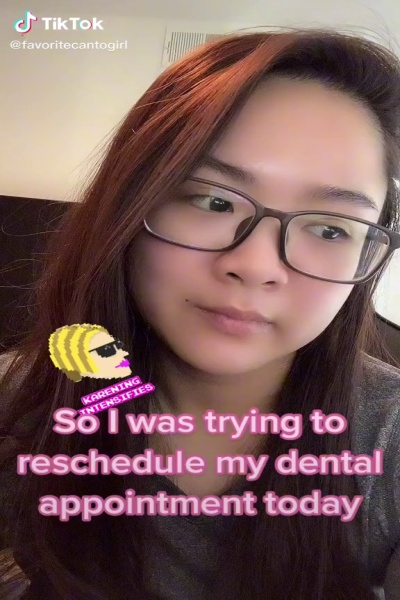 TikTok
@favoritecantogirl
KARENING
INTENSIFIES
So I was trying to
reschedule my dental
appointment today